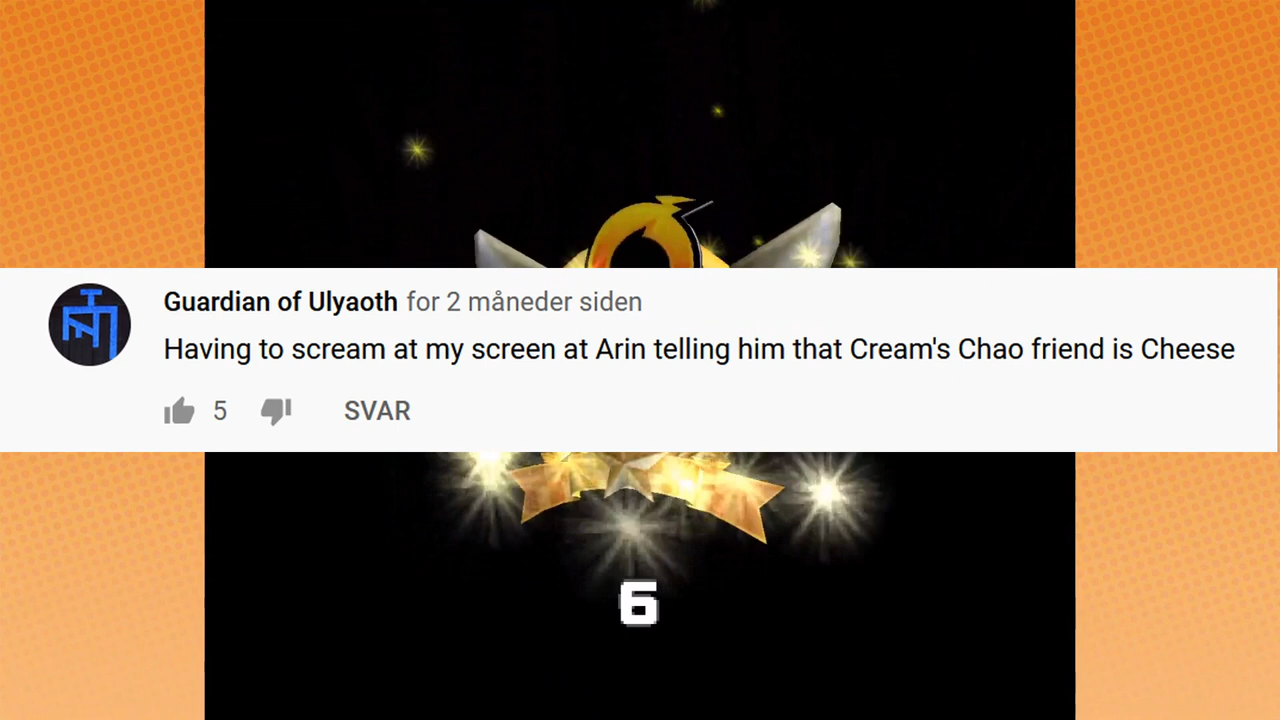 Guardian of Ulyaoth for 2 måneder siden
Having to scream at my screen at Arin telling him that Cream's Chao friend is Cheese
5 SVAR
6